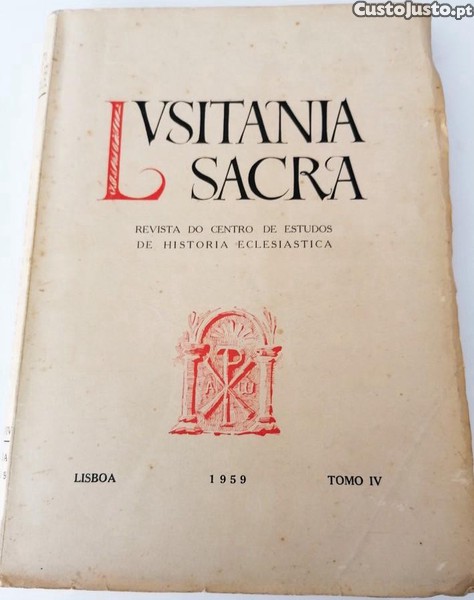 CustoJusto.pt
LVSITANIA
SACRA
REVISTA DO CENTRO DE ESTUDOS
DE HISTORIA ECLESIASTICA
A ω
LISBOA 1959 TOMO IV